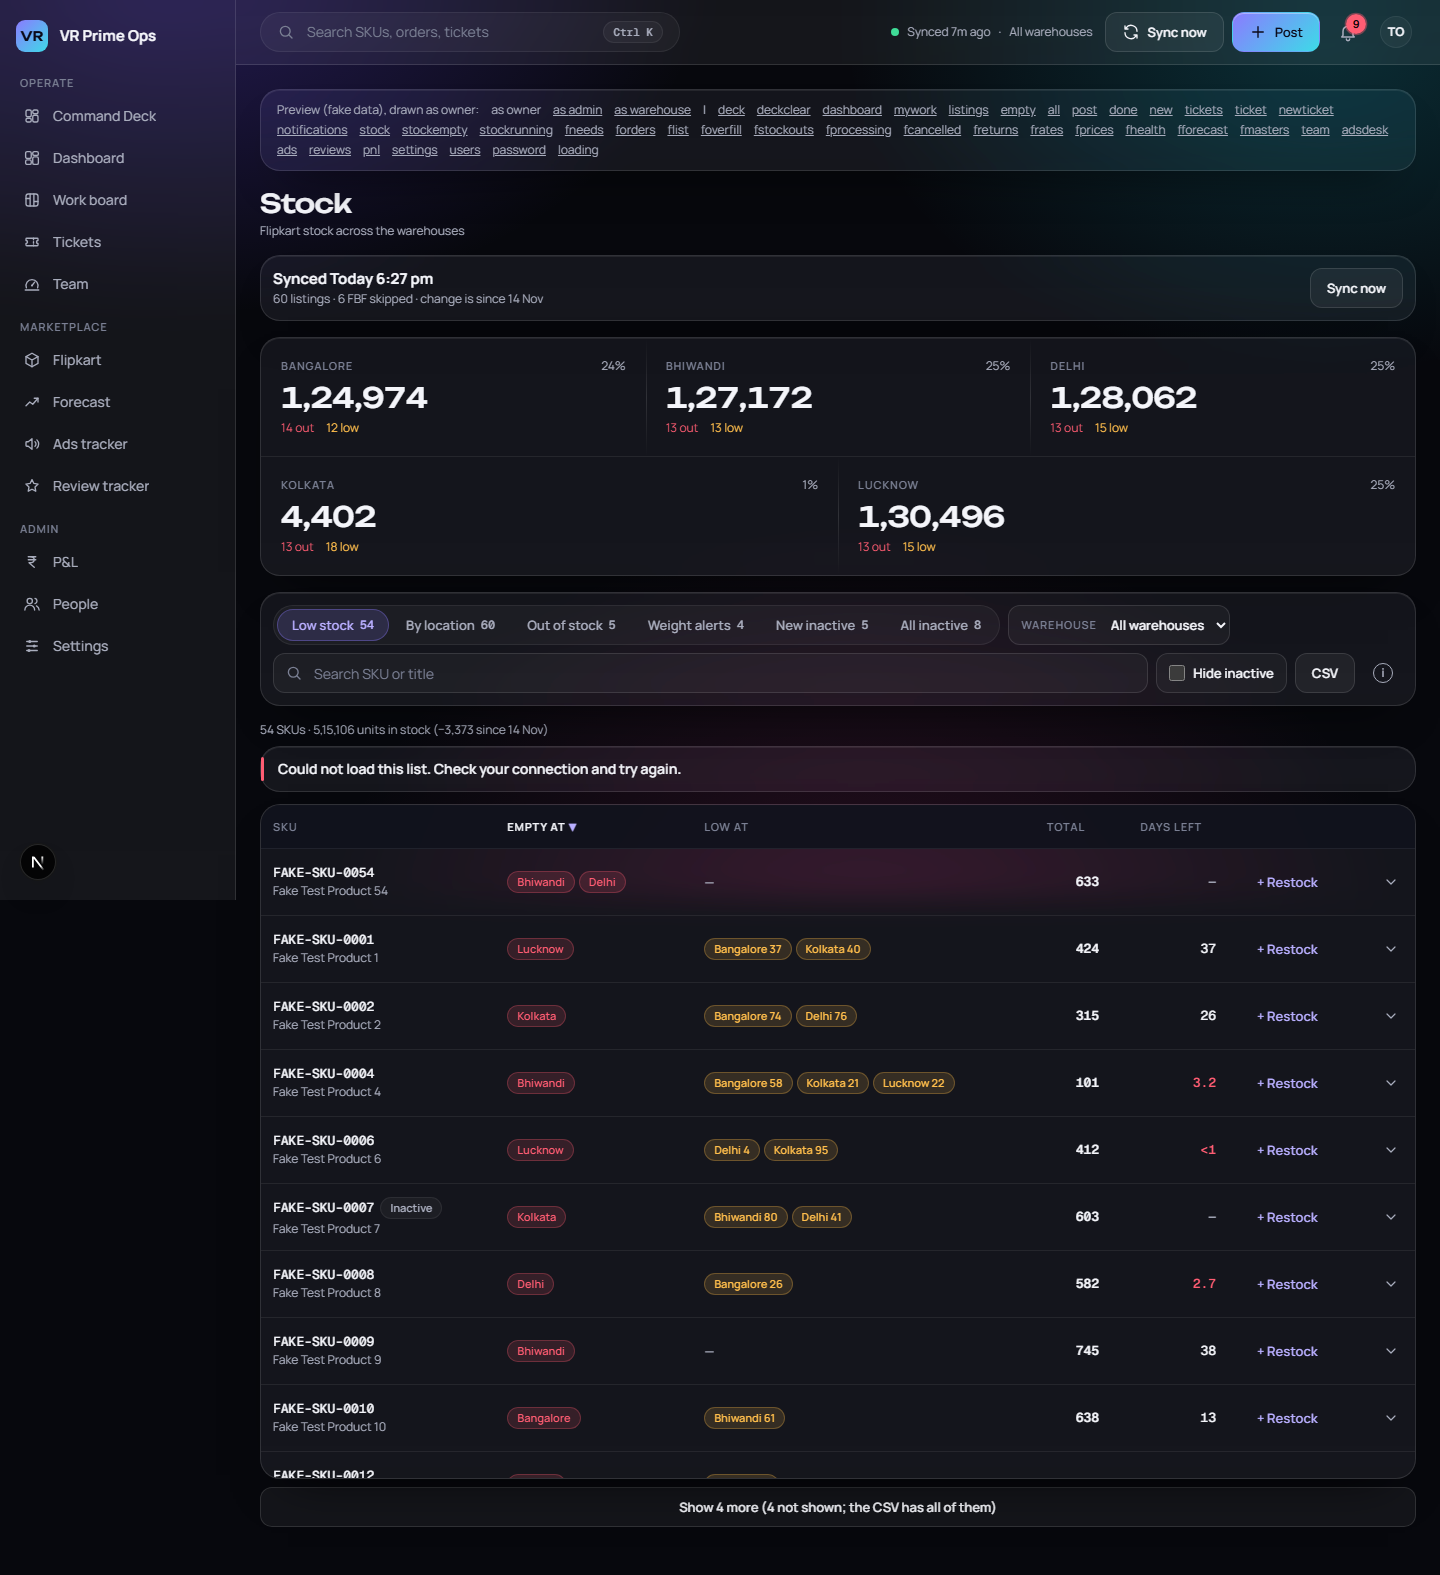 VR VR Prime Ops
Search SKUs, orders, tickets Ctrl K
Synced 7m ago · All warehouses
Sync now
+ Post
9
TO
OPERATE
Command Deck
Dashboard
Work board
Tickets
Team
MARKETPLACE
Flipkart
Forecast
Ads tracker
Review tracker
ADMIN
₹ P&L
People
Settings
N
Preview (fake data), drawn as owner: as owner as admin as warehouse | deck deckclear dashboard mywork listings empty all post done new tickets ticket newticket
notifications stock stockempty stockrunning fneeds forders flist foverfill fstockouts fprocessing fcancelled freturns frates fprices fhealth fforecast fmasters team adsdesk
ads reviews pnl settings users password loading
Stock
Flipkart stock across the warehouses
Synced Today 6:27 pm
60 listings · 6 FBF skipped · change is since 14 Nov
Sync now
BANGALORE 24%
1,24,974
14 out 12 low
BHIWANDI 25%
1,27,172
13 out 13 low
DELHI 25%
1,28,062
13 out 15 low
KOLKATA 1%
4,402
13 out 18 low
LUCKNOW 25%
1,30,496
13 out 15 low
Low stock 54 By location 60 Out of stock 5 Weight alerts 4 New inactive 5 All inactive 8
WAREHOUSE All warehouses
Search SKU or title
Hide inactive
CSV
i
54 SKUs · 5,15,106 units in stock (−3,373 since 14 Nov)
Could not load this list. Check your connection and try again.
SKU EMPTY AT ▼ LOW AT TOTAL DAYS LEFT
FAKE-SKU-0054
Fake Test Product 54
Bhiwandi Delhi — 633 — + Restock
FAKE-SKU-0001
Fake Test Product 1
Lucknow Bangalore 37 Kolkata 40 424 37 + Restock
FAKE-SKU-0002
Fake Test Product 2
Kolkata Bangalore 74 Delhi 76 315 26 + Restock
FAKE-SKU-0004
Fake Test Product 4
Bhiwandi Bangalore 58 Kolkata 21 Lucknow 22 101 3.2 + Restock
FAKE-SKU-0006
Fake Test Product 6
Lucknow Delhi 4 Kolkata 95 412 <1 + Restock
FAKE-SKU-0007 Inactive
Fake Test Product 7
Kolkata Bhiwandi 80 Delhi 41 603 — + Restock
FAKE-SKU-0008
Fake Test Product 8
Delhi Bangalore 26 582 2.7 + Restock
FAKE-SKU-0009
Fake Test Product 9
Bhiwandi — 745 38 + Restock
FAKE-SKU-0010
Fake Test Product 10
Bangalore Bhiwandi 61 638 13 + Restock
FAKE-SKU-0012
Show 4 more (4 not shown; the CSV has all of them)